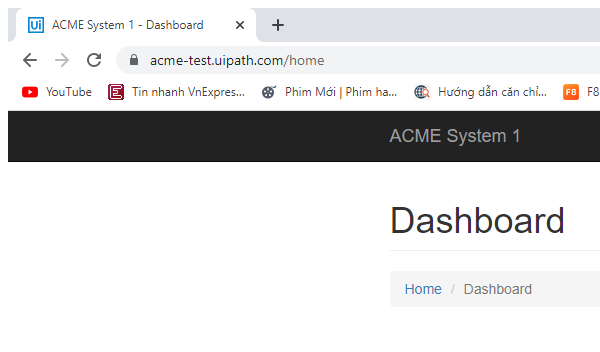 Ui ACME System 1 - Dashboard
acme-test.uipath.com/home
YouTube E Tin nhanh VnExpres... Phim Mới | Phim ha... Hướng dẫn căn chỉ... F8 F8
ACME System 1
Dashboard
Home / Dashboard